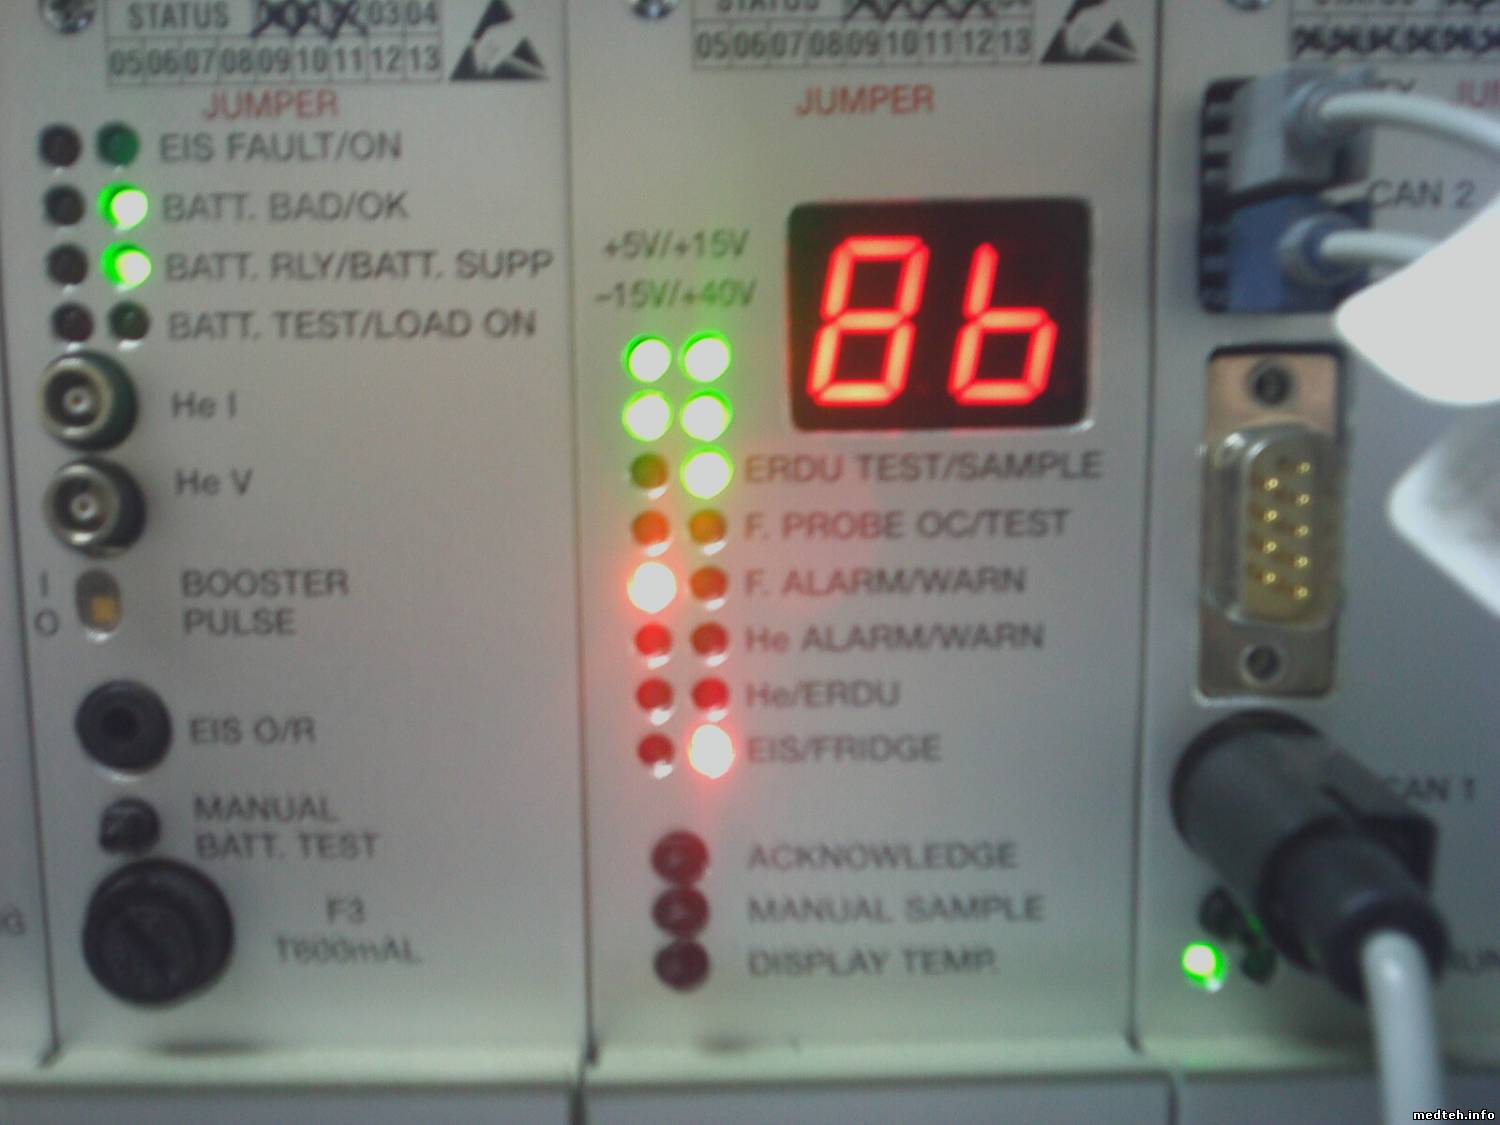 STATUS 03 04
05 06 07 08 09 10 11 12 13
JUMPER
EIS FAULT/ON
BATT. BAD/OK
BATT. RLY/BATT. SUPP
BATT. TEST/LOAD ON
He I
He V
I
O
BOOSTER
PULSE
EIS O/R
MANUAL
BATT. TEST
F3
T600mAL
STATUS
05 06 07 08 09 10 11 12 13
JUMPER
+5V/+15V
-15V/+40V
8b
ERDU TEST/SAMPLE
F. PROBE OC/TEST
F. ALARM/WARN
He ALARM/WARN
He/ERDU
EIS/FRIDGE
ACKNOWLEDGE
MANUAL SAMPLE
DISPLAY TEMP.
CAN 2
CAN 1
medteh.info